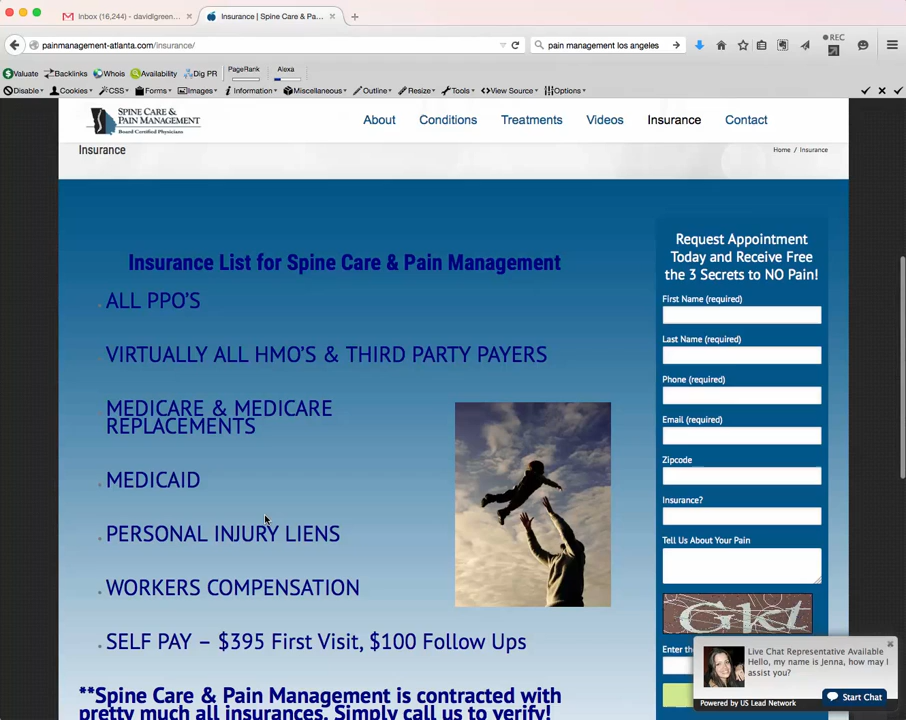 Inbox (16,244) - davidlgreen...
Insurance | Spine Care & Pa...
painmanagement-atlanta.com/insurance/
pain management los angeles
REC
Valuate
Backlinks
Whois
Availability
Dig PR
PageRank
Alexa
Disable
Cookies
CSS
Forms
Images
Information
Miscellaneous
Outline
Resize
Tools
View Source
Options
SPINE CARE &
PAIN MANAGEMENT
Board Certified Physicians
About
Conditions
Treatments
Videos
Insurance
Contact
Insurance
Home / Insurance
Insurance List for Spine Care & Pain Management
ALL PPO'S
VIRTUALLY ALL HMO'S & THIRD PARTY PAYERS
MEDICARE & MEDICARE
REPLACEMENTS
MEDICAID
PERSONAL INJURY LIENS
WORKERS COMPENSATION
SELF PAY – $395 First Visit, $100 Follow Ups
**Spine Care & Pain Management is contracted with
pretty much all insurances. Simply call us to verify!
Request Appointment
Today and Receive Free
the 3 Secrets to NO Pain!
First Name (required)
Last Name (required)
Phone (required)
Email (required)
Zipcode
Insurance?
Tell Us About Your Pain
Gkt
Enter the
Live Chat Representative Available
Hello, my name is Jenna, how may I
assist you?
Start Chat
Powered by US Lead Network